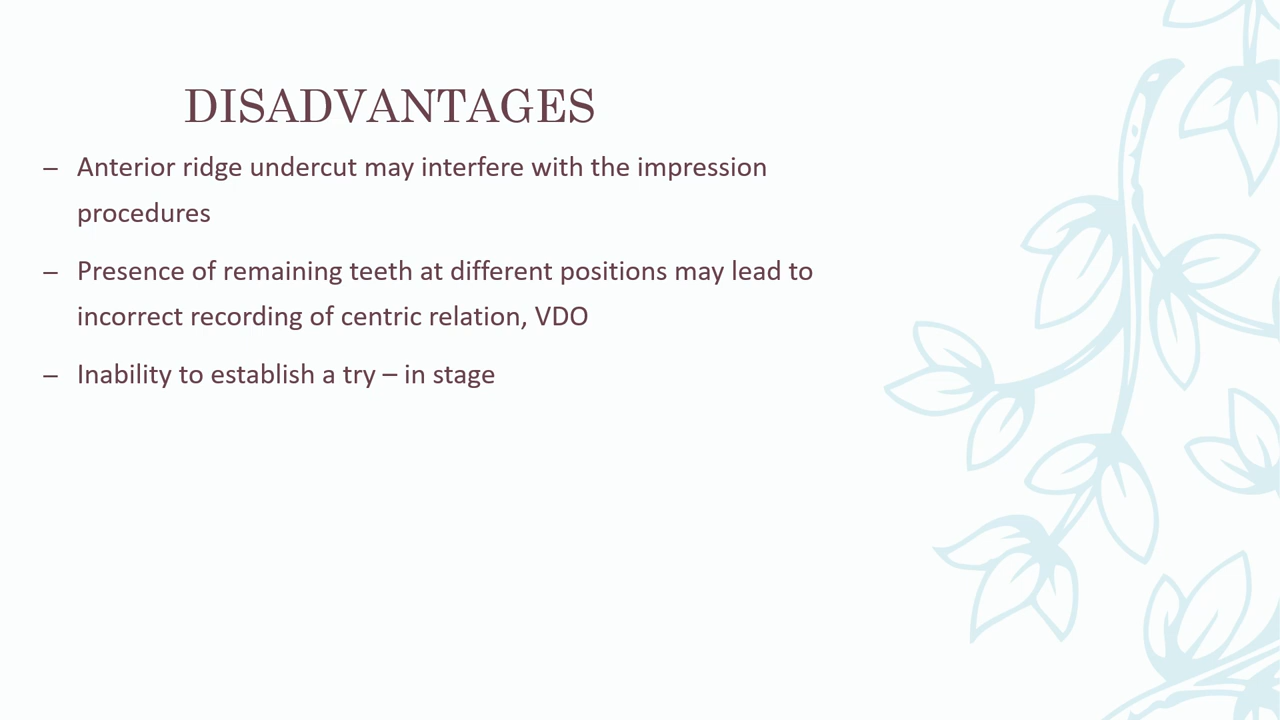 DISADVANTAGES
– Anterior ridge undercut may interfere with the impression
procedures
– Presence of remaining teeth at different positions may lead to
incorrect recording of centric relation, VDO
– Inability to establish a try – in stage